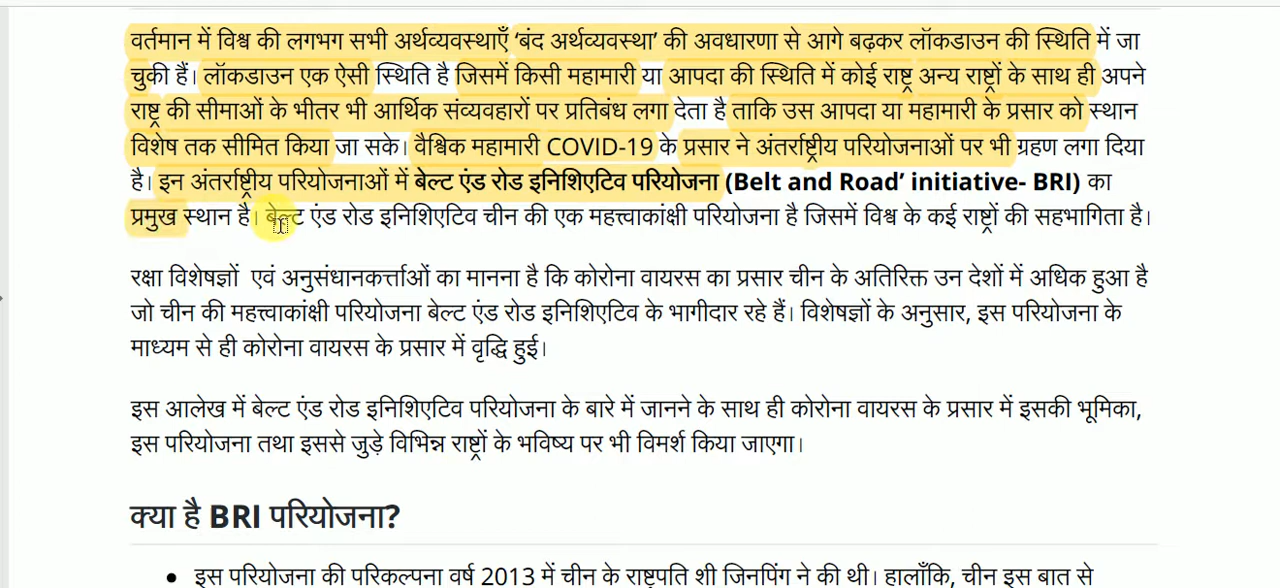 वर्तमान में विश्व की लगभग सभी अर्थव्यवस्थाएँ ‘बंद अर्थव्यवस्था’ की अवधारणा से आगे बढ़कर लॉकडाउन की स्थिति में जा
चुकी हैं। लॉकडाउन एक ऐसी स्थिति है जिसमें किसी महामारी या आपदा की स्थिति में कोई राष्ट्र अन्य राष्ट्रों के साथ ही अपने
राष्ट्र की सीमाओं के भीतर भी आर्थिक संव्यवहारों पर प्रतिबंध लगा देता है ताकि उस आपदा या महामारी के प्रसार को स्थान
विशेष तक सीमित किया जा सके। वैश्विक महामारी COVID-19 के प्रसार ने अंतर्राष्ट्रीय परियोजनाओं पर भी ग्रहण लगा दिया
है। इन अंतर्राष्ट्रीय परियोजनाओं में बेल्ट एंड रोड इनिशिएटिव परियोजना (Belt and Road’ initiative- BRI) का
प्रमुख स्थान है। बेल्ट एंड रोड इनिशिएटिव चीन की एक महत्त्वाकांक्षी परियोजना है जिसमें विश्व के कई राष्ट्रों की सहभागिता है।
रक्षा विशेषज्ञों एवं अनुसंधानकर्त्ताओं का मानना है कि कोरोना वायरस का प्रसार चीन के अतिरिक्त उन देशों में अधिक हुआ है
जो चीन की महत्त्वाकांक्षी परियोजना बेल्ट एंड रोड इनिशिएटिव के भागीदार रहे हैं। विशेषज्ञों के अनुसार, इस परियोजना के
माध्यम से ही कोरोना वायरस के प्रसार में वृद्धि हुई।
इस आलेख में बेल्ट एंड रोड इनिशिएटिव परियोजना के बारे में जानने के साथ ही कोरोना वायरस के प्रसार में इसकी भूमिका,
इस परियोजना तथा इससे जुड़े विभिन्न राष्ट्रों के भविष्य पर भी विमर्श किया जाएगा।
क्या है BRI परियोजना?
• इस परियोजना की परिकल्पना वर्ष 2013 में चीन के राष्ट्रपति शी जिनपिंग ने की थी। हालाँकि, चीन इस बात से